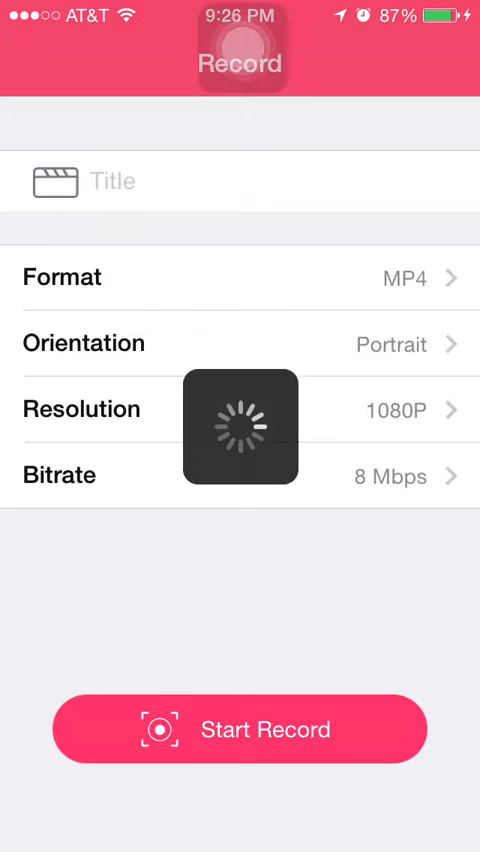 AT&T 9:26 PM 87%
Record
Title
Format MP4
Orientation Portrait
Resolution 1080P
Bitrate 8 Mbps
Start Record